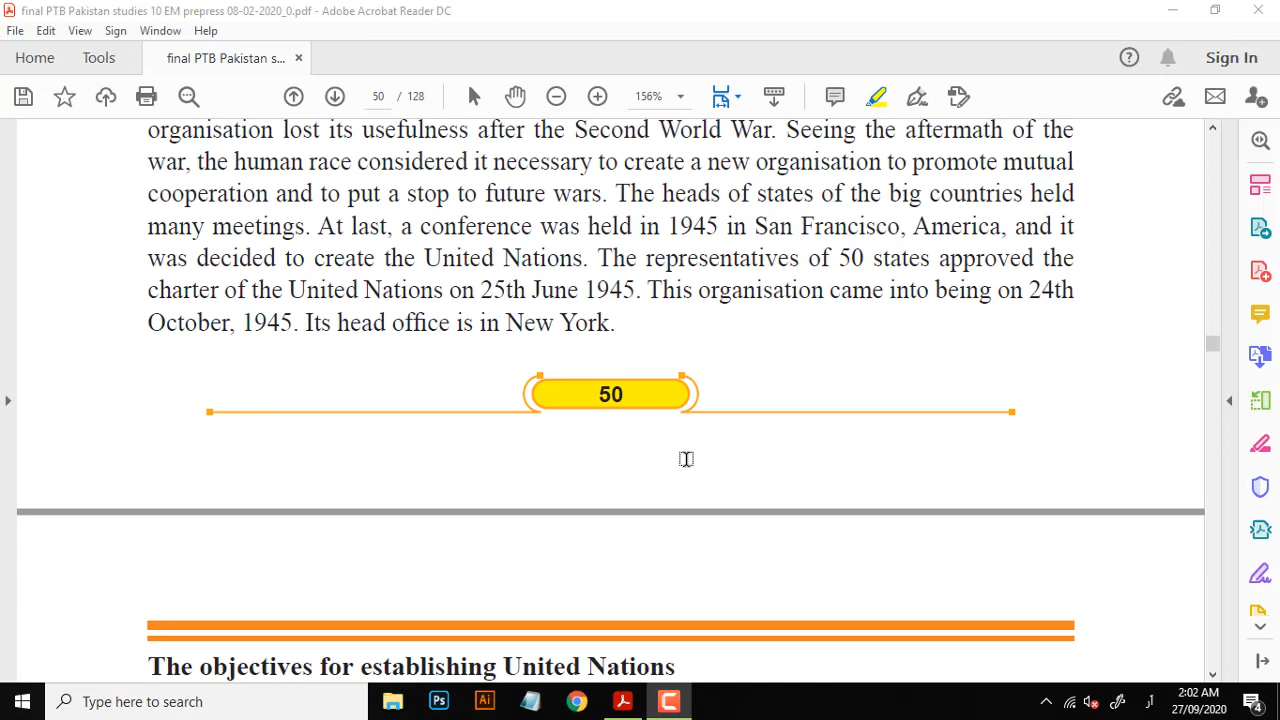 final PTB Pakistan studies 10 EM prepress 08-02-2020_0.pdf - Adobe Acrobat Reader DC
File Edit View Sign Window Help
Home Tools final PTB Pakistan s... × Sign In
50 / 128 156%
organisation lost its usefulness after the Second World War. Seeing the aftermath of the
war, the human race considered it necessary to create a new organisation to promote mutual
cooperation and to put a stop to future wars. The heads of states of the big countries held
many meetings. At last, a conference was held in 1945 in San Francisco, America, and it
was decided to create the United Nations. The representatives of 50 states approved the
charter of the United Nations on 25th June 1945. This organisation came into being on 24th
October, 1945. Its head office is in New York.
50
The objectives for establishing United Nations
Type here to search
Ps Ai
2:02 AM
27/09/2020
4